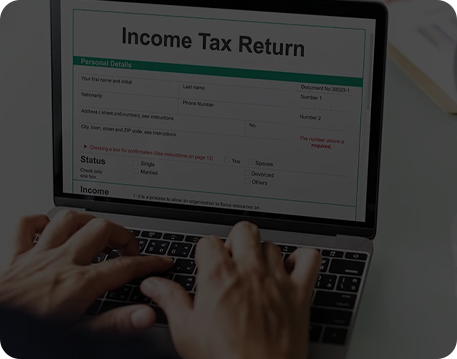 Income Tax Return
Personal Details
Document No 30023-1
Your first name and initial
Last name
Number 1
Nationality
Phone Number
Number 2
Address ( street and number), see instructions
No.
City, town, street and ZIP code, see instructions
The number above is
required.
Checking a box for confirmation (See instructions on page 12)
You
Spouse
Status
Single
Devorced
Check only
one box.
Married
Others
Income